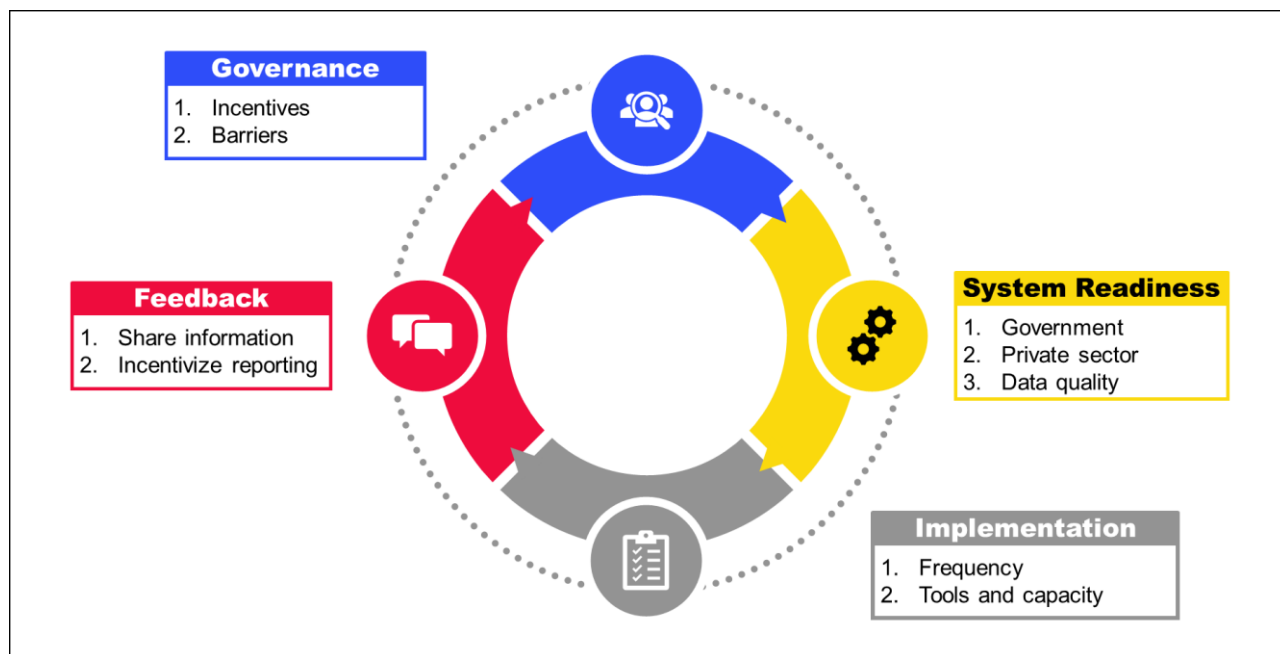 Governance
1. Incentives
2. Barriers
Feedback
1. Share information
2. Incentivize reporting
System Readiness
1. Government
2. Private sector
3. Data quality
Implementation
1. Frequency
2. Tools and capacity